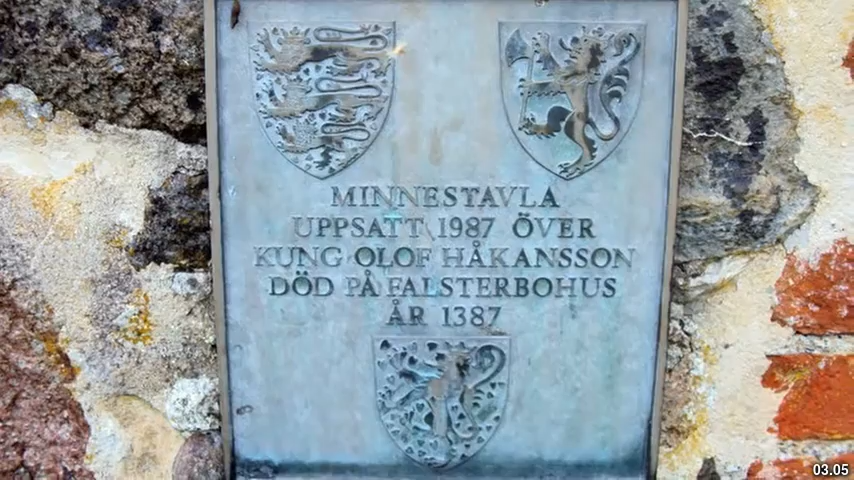 MINNESTAVLA
UPPSATT 1987 ÖVER
KUNG OLOF HÅKANSSON
DÖD PÅ FALSTERBOHUS
ÅR 1387
03.05